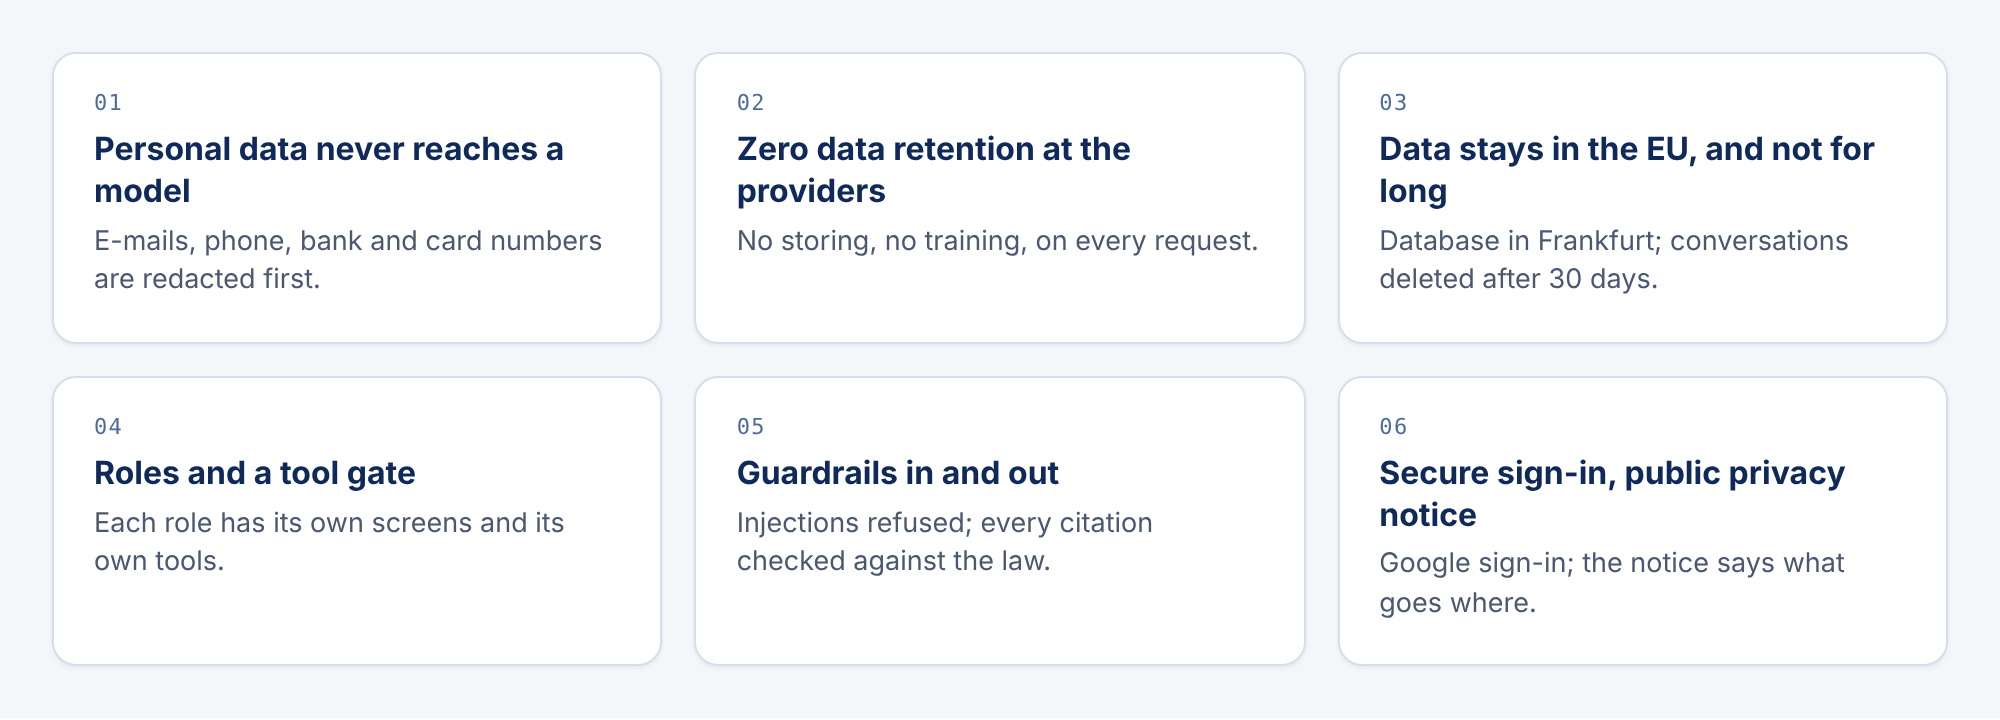 01
Personal data never reaches a
model
E-mails, phone, bank and card numbers
are redacted first.
02
Zero data retention at the
providers
No storing, no training, on every request.
03
Data stays in the EU, and not for
long
Database in Frankfurt; conversations
deleted after 30 days.
04
Roles and a tool gate
Each role has its own screens and its
own tools.
05
Guardrails in and out
Injections refused; every citation
checked against the law.
06
Secure sign-in, public privacy
notice
Google sign-in; the notice says what
goes where.